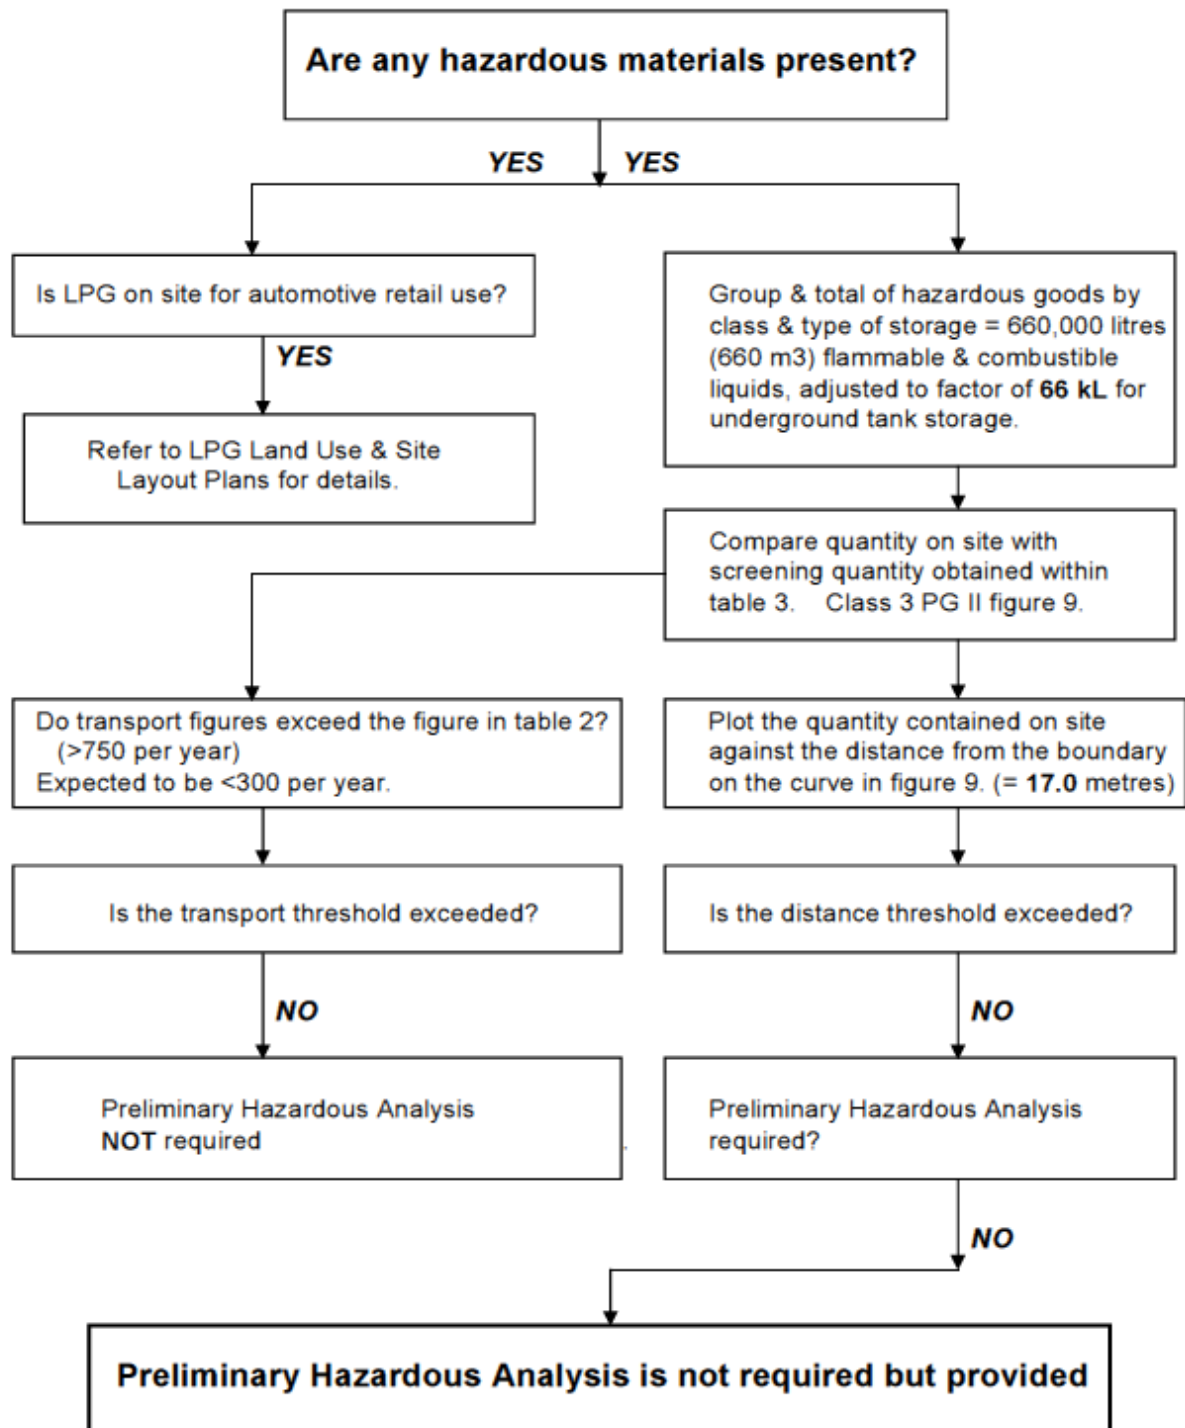 Are any hazardous materials present?
YES
YES
Is LPG on site for automotive retail use?
YES
Refer to LPG Land Use & Site
Layout Plans for details.
Group & total of hazardous goods by
class & type of storage = 660,000 litres
(660 m3) flammable & combustible
liquids, adjusted to factor of 66 kL for
underground tank storage.
Compare quantity on site with
screening quantity obtained within
table 3. Class 3 PG II figure 9.
Do transport figures exceed the figure in table 2?
(>750 per year)
Expected to be <300 per year.
Plot the quantity contained on site
against the distance from the boundary
on the curve in figure 9. (= 17.0 metres)
Is the transport threshold exceeded?
Is the distance threshold exceeded?
NO
NO
Preliminary Hazardous Analysis
NOT required
.
Preliminary Hazardous Analysis
required?
NO
Preliminary Hazardous Analysis is not required but provided